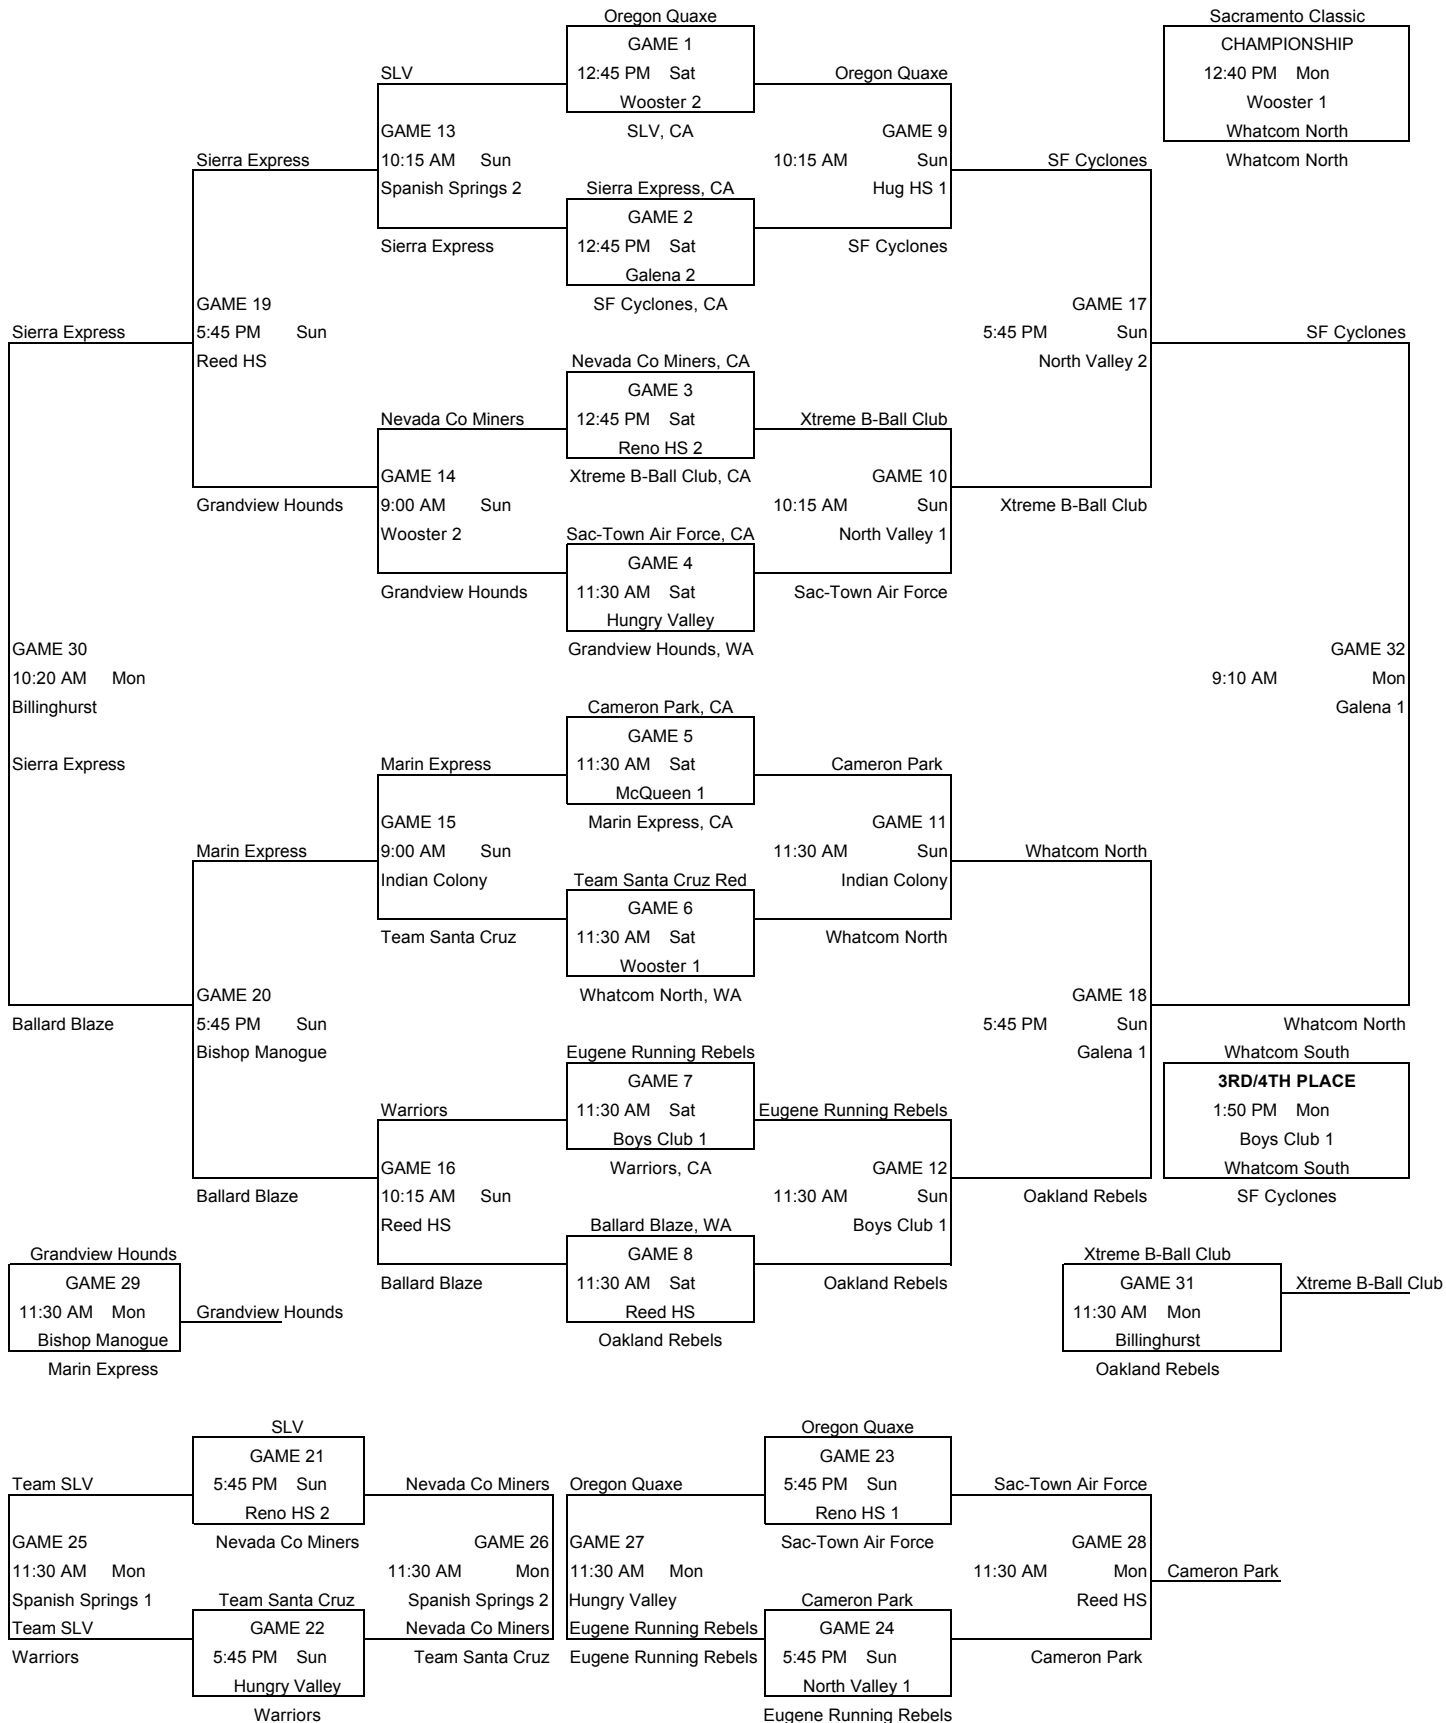 Oregon Quaxe
Sacramento Classic
GAME 1
CHAMPIONSHIP
SLV
12:45 PM Sat
Oregon Quaxe
12:40 PM Mon
Wooster 2
Wooster 1
GAME 13
SLV, CA
GAME 9
Whatcom North
Sierra Express
10:15 AM Sun
10:15 AM Sun
SF Cyclones
Whatcom North
Spanish Springs 2
Sierra Express, CA
Hug HS 1
GAME 2
Sierra Express
12:45 PM Sat
SF Cyclones
Galena 2
GAME 19
SF Cyclones, CA
GAME 17
Sierra Express
5:45 PM Sun
5:45 PM Sun
SF Cyclones
Reed HS
Nevada Co Miners, CA
North Valley 2
GAME 3
Nevada Co Miners
12:45 PM Sat
Xtreme B-Ball Club
Reno HS 2
GAME 14
Xtreme B-Ball Club, CA
GAME 10
Grandview Hounds
9:00 AM Sun
10:15 AM Sun
Xtreme B-Ball Club
Wooster 2
Sac-Town Air Force, CA
North Valley 1
GAME 4
Grandview Hounds
11:30 AM Sat
Sac-Town Air Force
Hungry Valley
GAME 30
Grandview Hounds, WA
GAME 32
10:20 AM Mon
9:10 AM Mon
Billinghurst
Cameron Park, CA
Galena 1
GAME 5
Sierra Express
Marin Express
11:30 AM Sat
Cameron Park
McQueen 1
GAME 15
Marin Express, CA
GAME 11
Marin Express
9:00 AM Sun
11:30 AM Sun
Whatcom North
Indian Colony
Team Santa Cruz Red
Indian Colony
GAME 6
Team Santa Cruz
11:30 AM Sat
Whatcom North
Wooster 1
GAME 20
Whatcom North, WA
GAME 18
Ballard Blaze
5:45 PM Sun
5:45 PM Sun
Whatcom North
Bishop Manogue
Eugene Running Rebels
Galena 1
Whatcom South
GAME 7
3RD/4TH PLACE
Warriors
11:30 AM Sat
Eugene Running Rebels
1:50 PM Mon
Boys Club 1
Boys Club 1
GAME 16
Warriors, CA
GAME 12
Whatcom South
Ballard Blaze
10:15 AM Sun
11:30 AM Sun
Oakland Rebels
SF Cyclones
Reed HS
Ballard Blaze, WA
Boys Club 1
Grandview Hounds
GAME 8
Xtreme B-Ball Club
GAME 29
Ballard Blaze
11:30 AM Sat
Oakland Rebels
GAME 31
Xtreme B-Ball Club
11:30 AM Mon
Grandview Hounds
Reed HS
11:30 AM Mon
Bishop Manogue
Oakland Rebels
Billinghurst
Marin Express
Oakland Rebels
SLV
Oregon Quaxe
GAME 21
GAME 23
Team SLV
5:45 PM Sun
Nevada Co Miners
Oregon Quaxe
5:45 PM Sun
Sac-Town Air Force
Reno HS 2
Reno HS 1
GAME 25
Nevada Co Miners
GAME 26
GAME 27
Sac-Town Air Force
GAME 28
11:30 AM Mon
11:30 AM Mon
11:30 AM Mon
11:30 AM Mon
Cameron Park
Spanish Springs 1
Team Santa Cruz
Spanish Springs 2
Hungry Valley
Cameron Park
Reed HS
Team SLV
GAME 22
Nevada Co Miners
Eugene Running Rebels
GAME 24
Warriors
5:45 PM Sun
Team Santa Cruz
Eugene Running Rebels
5:45 PM Sun
Cameron Park
Hungry Valley
North Valley 1
Warriors
Eugene Running Rebels